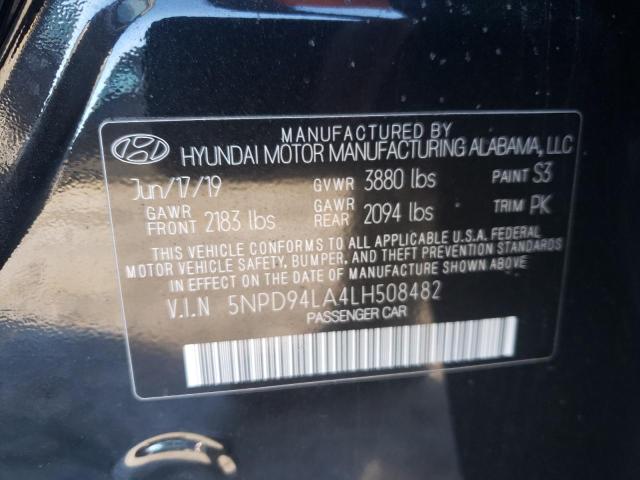 MANUFACTURED BY
HYUNDAI MOTOR MANUFACTURING ALABAMA, LLC
Jun/17/19 GVWR 3880 lbs PAINT S3
GAWR FRONT 2183 lbs GAWR REAR 2094 lbs TRIM PK
THIS VEHICLE CONFORMS TO ALL APPLICABLE U.S.A. FEDERAL
MOTOR VEHICLE SAFETY, BUMPER, AND THEFT PREVENTION STANDARDS
IN EFFECT ON THE DATE OF MANUFACTURE SHOWN ABOVE.
V.I.N 5NPD94LA4LH508482
PASSENGER CAR